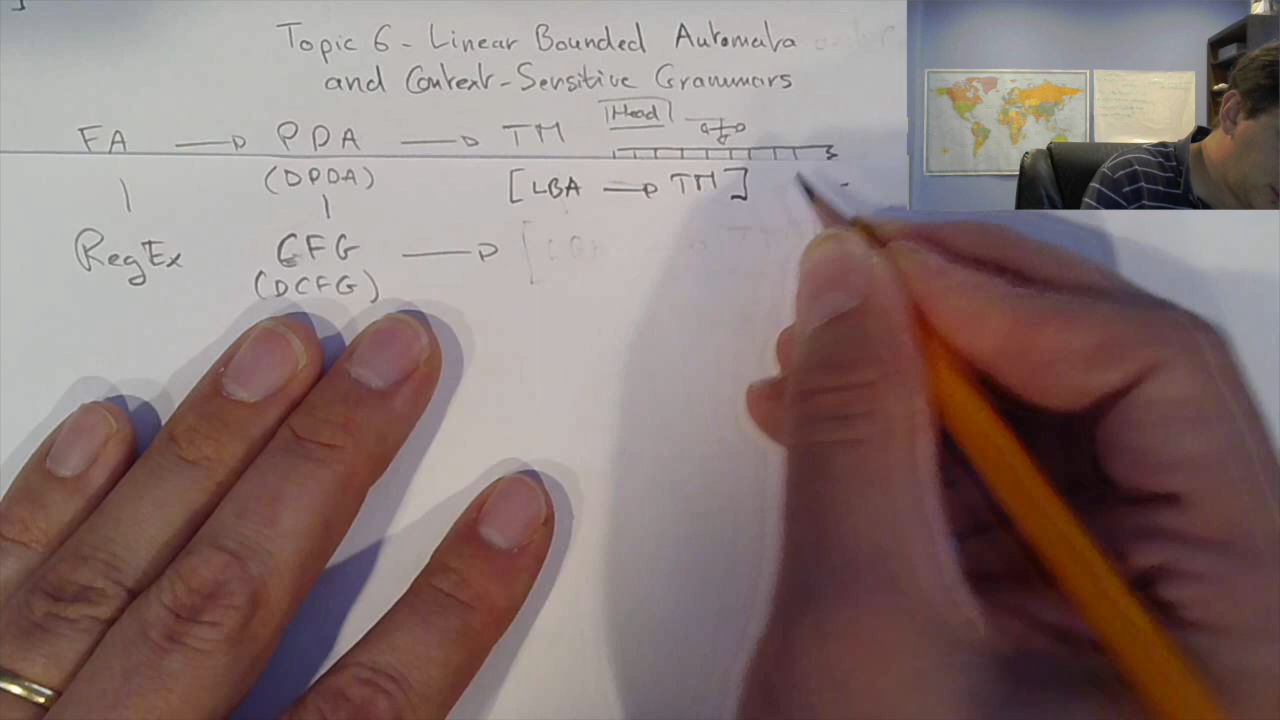 Topic 6 - Linear Bounded Automata
and Context-Sensitive Grammars
Head
FA → PDA → TM
(DPDA) [LBA → TM]
RegEx CFG →
(DCFG)